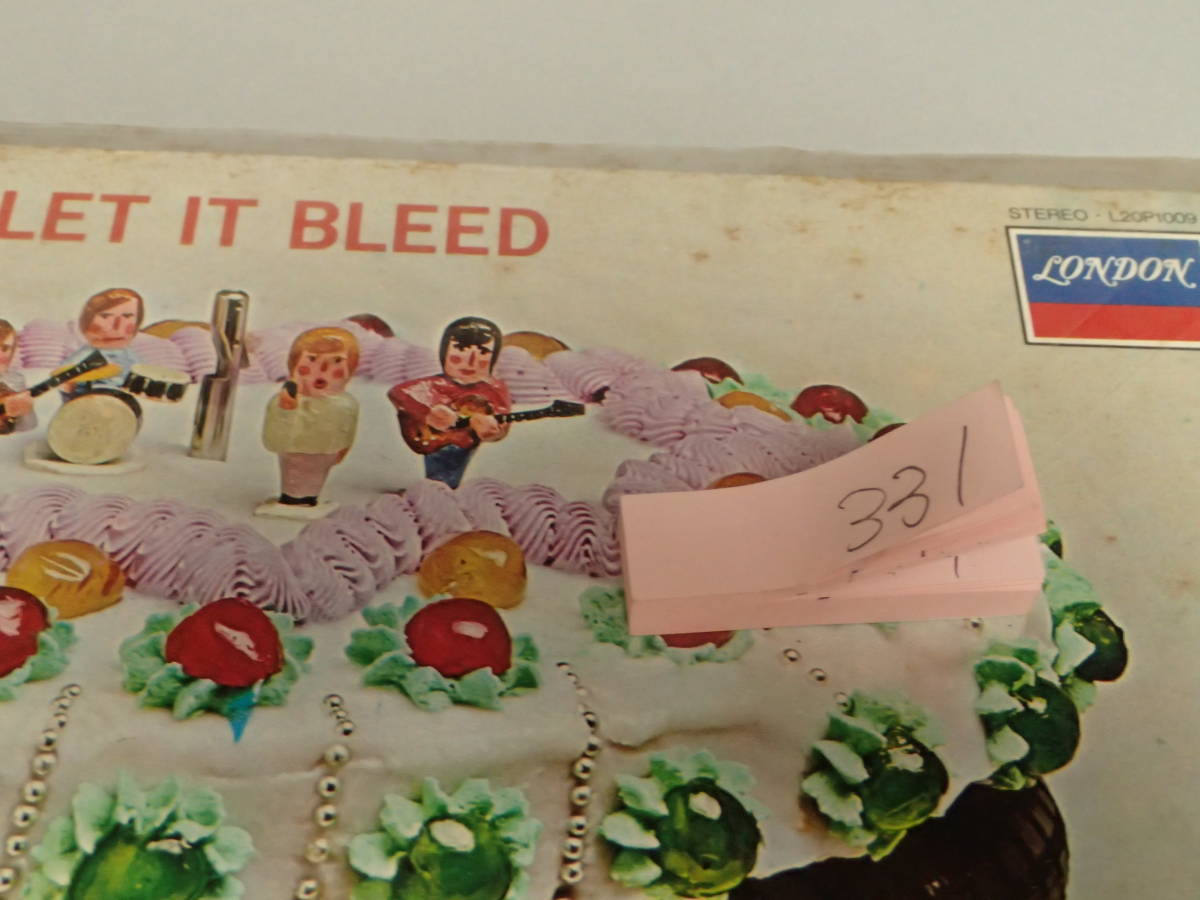 LET IT BLEED
STEREO · L20P1009
LONDON
331